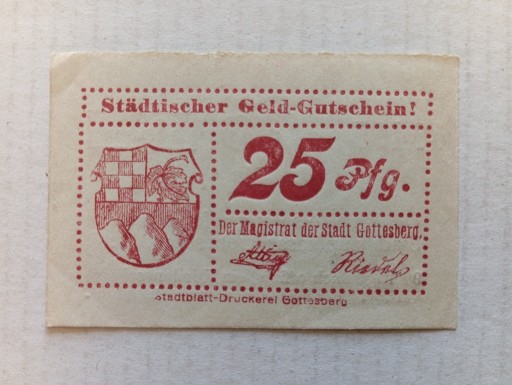 Städtischer Geld-Gutschein!
25 Pfg.
Der Magistrat der Stadt Gottesberg.
Stadtblatt-Druckerei Gottesberg